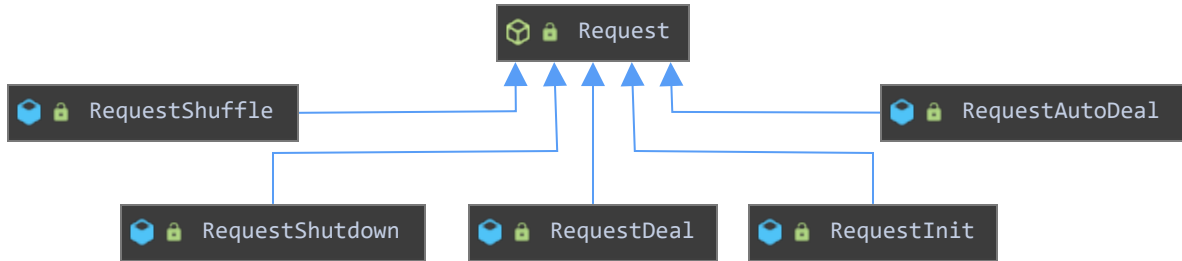 Request
RequestShuffle
RequestAutoDeal
RequestShutdown
RequestDeal
RequestInit